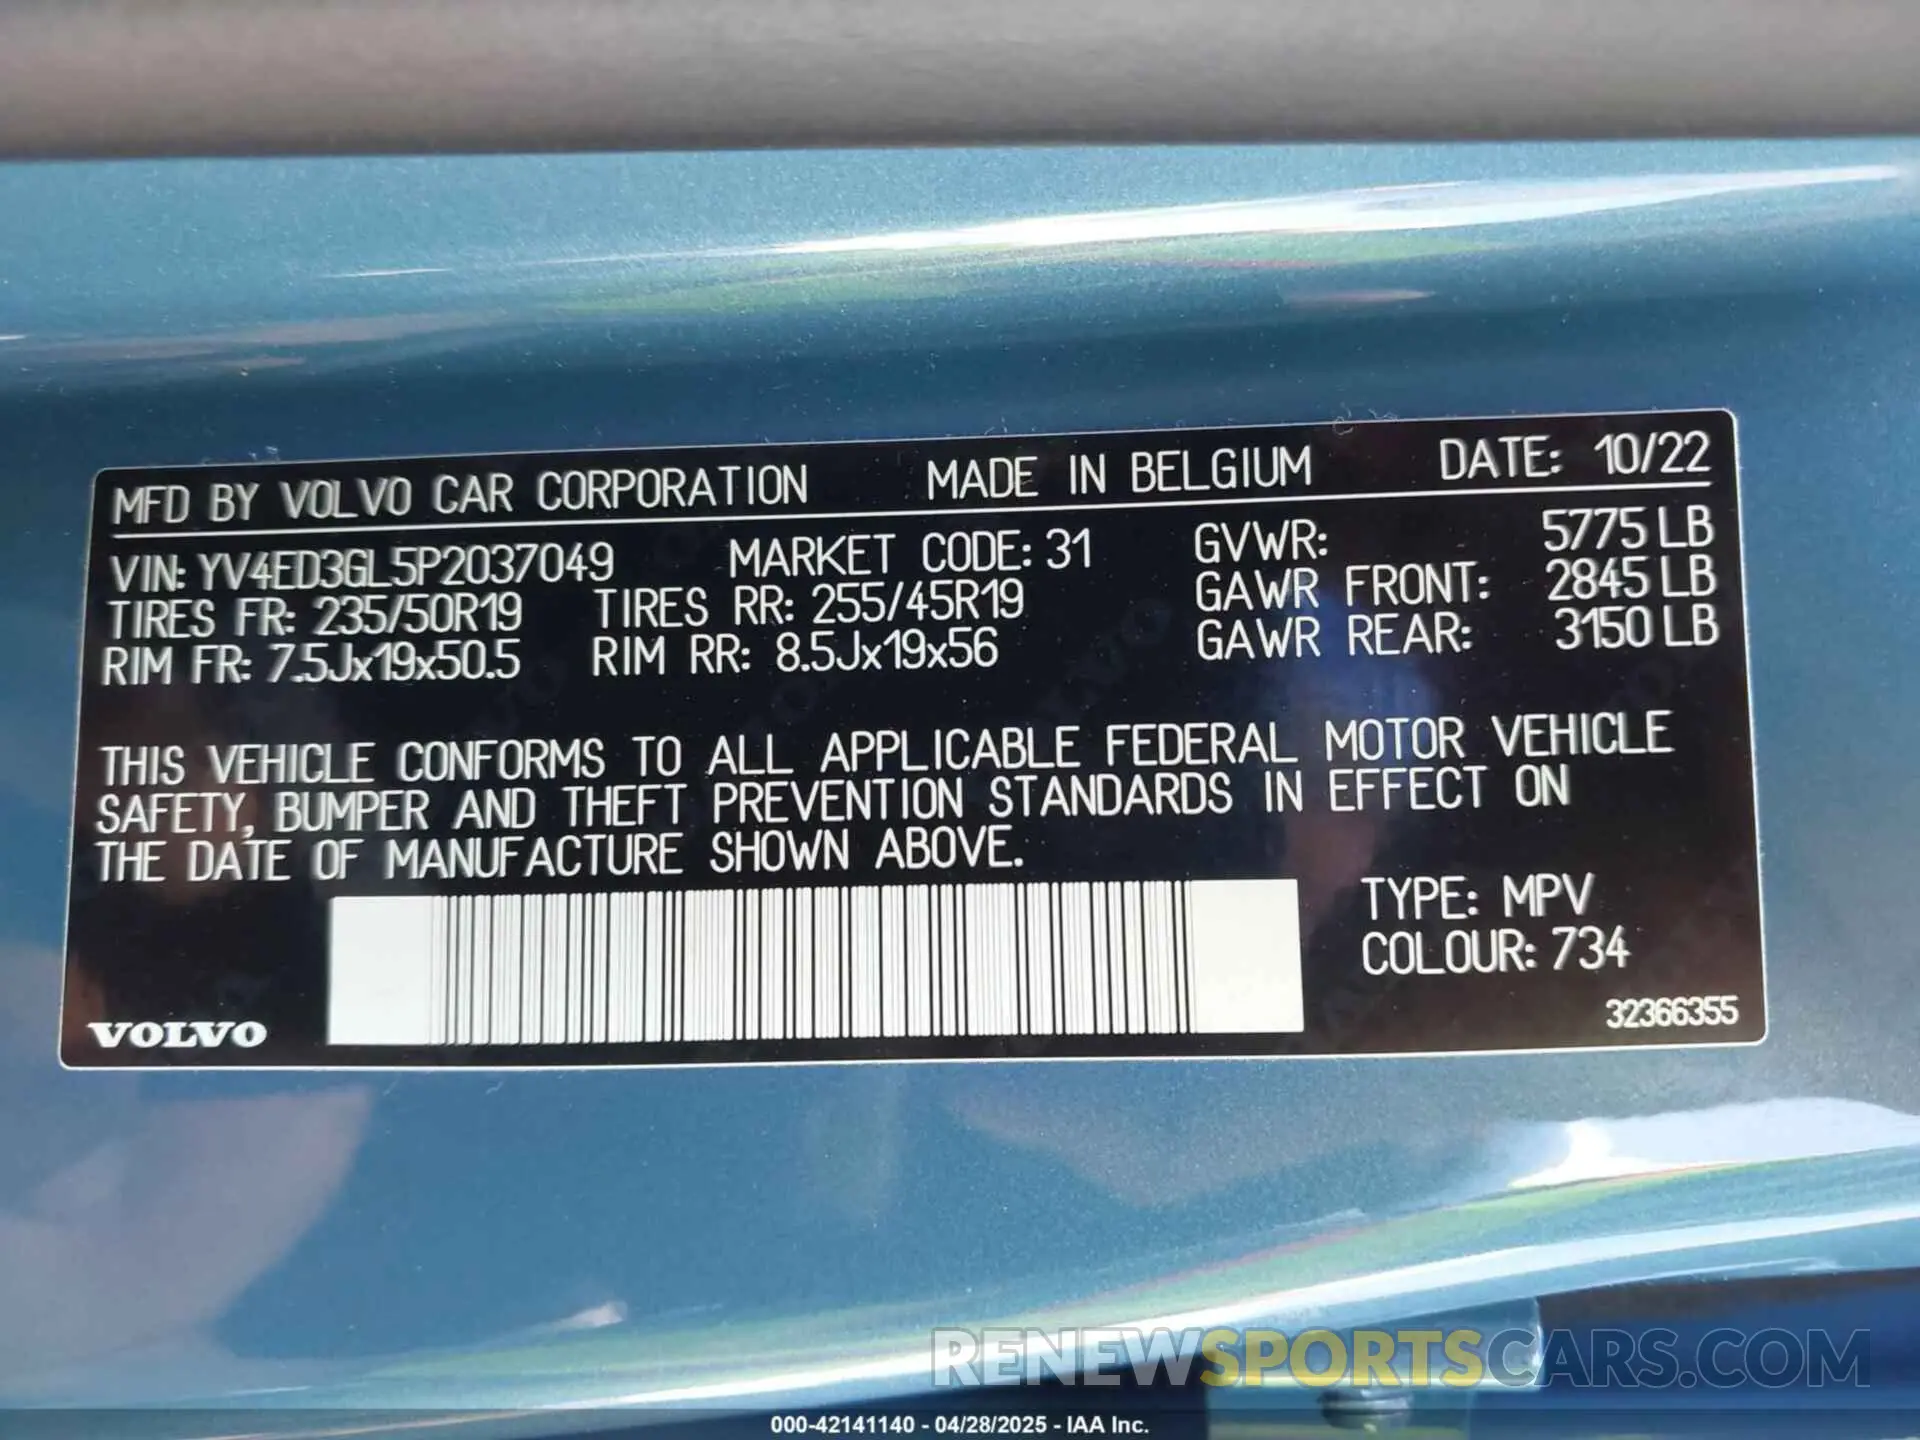 MFD BY VOLVO CAR CORPORATION MADE IN BELGIUM DATE: 10/22
VIN: YV4ED3GL5P2037049 MARKET CODE: 31 GVWR: 5775 LB
TIRES FR: 235/50R19 TIRES RR: 255/45R19 GAWR FRONT: 2845 LB
RIM FR: 7.5Jx19x50.5 RIM RR: 8.5Jx19x56 GAWR REAR: 3150 LB
THIS VEHICLE CONFORMS TO ALL APPLICABLE FEDERAL MOTOR VEHICLE
SAFETY, BUMPER AND THEFT PREVENTION STANDARDS IN EFFECT ON
THE DATE OF MANUFACTURE SHOWN ABOVE.
TYPE: MPV
COLOUR: 734
VOLVO 32366355
RENEWSPORTSCARS.COM
000-42141140 - 04/28/2025 - IAA Inc.